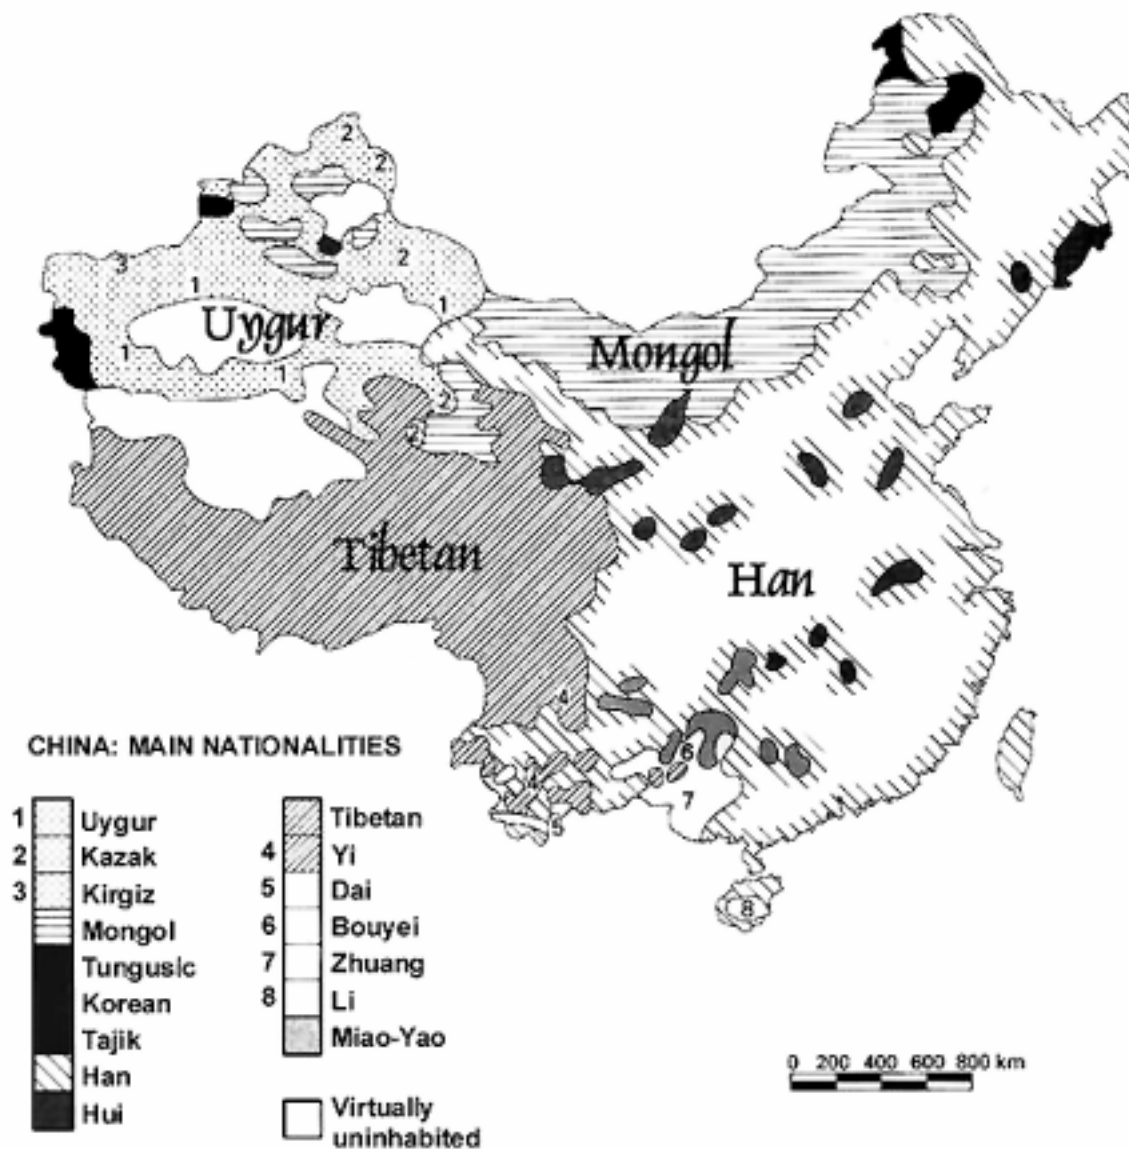 2
2
3
2
1
1
Uygur
1
1
1
2
2
Mongol
Tibetan
Han
4
4
5
6
7
8
CHINA: MAIN NATIONALITIES
1 Uygur
2 Kazak
3 Kirgiz
Mongol
Tungusic
Korean
Tajik
Han
Hui
Tibetan
4 Yi
5 Dai
6 Bouyei
7 Zhuang
8 Li
Miao-Yao
Virtually
uninhabited
0 200 400 600 800 km